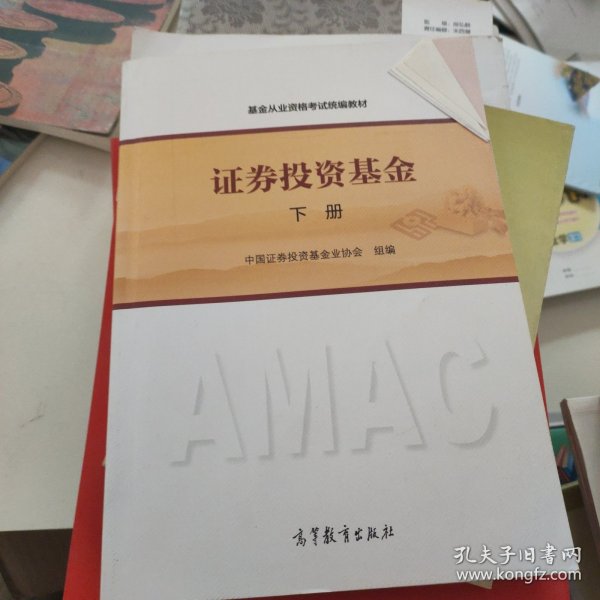 基金从业资格考试统编教材
证券投资基金
下 册
中国证券投资基金业协会 组编
AMAC
高等教育出版社
孔夫子旧书网
www.kongfz.com